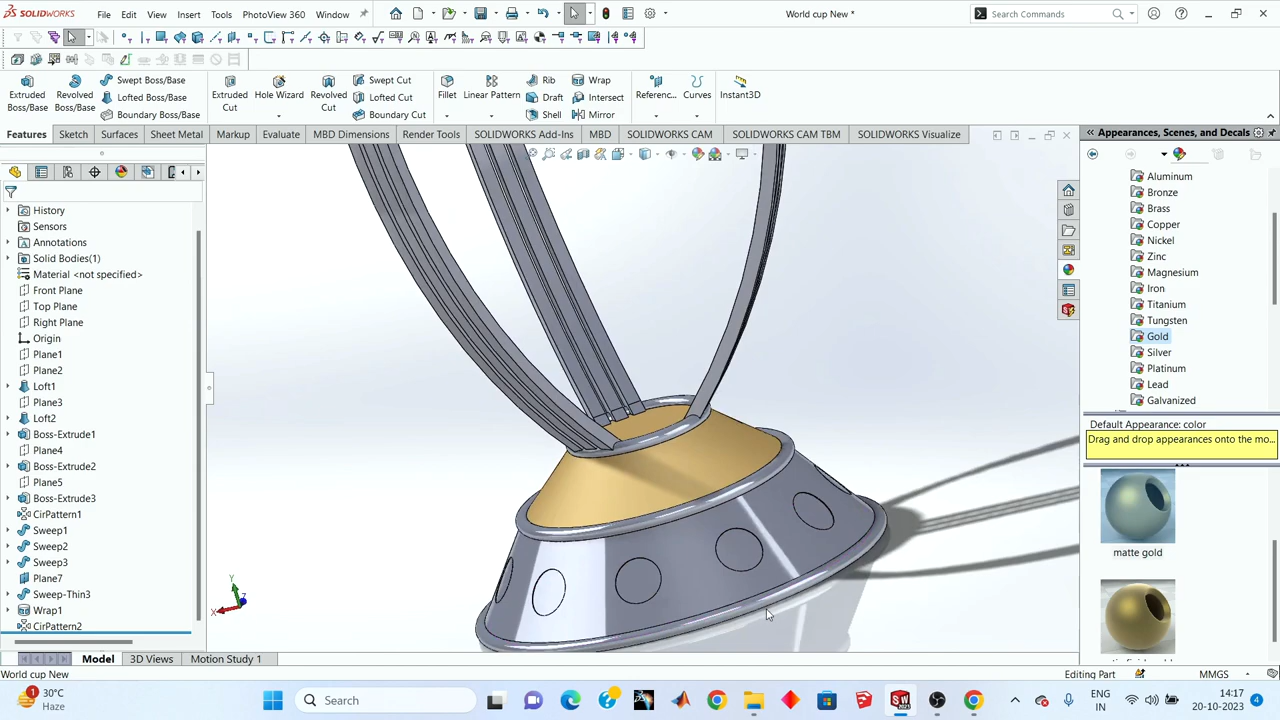 SOLIDWORKS File Edit View Insert Tools PhotoView 360 Window World cup New * Search Commands
Extruded Boss/Base Revolved Boss/Base Swept Boss/Base Lofted Boss/Base Boundary Boss/Base Extruded Cut Hole Wizard Revolved Cut Swept Cut Lofted Cut Boundary Cut Fillet Linear Pattern Rib Draft Shell Wrap Intersect Mirror Referenc... Curves Instant3D
Features Sketch Surfaces Sheet Metal Markup Evaluate MBD Dimensions Render Tools SOLIDWORKS Add-Ins MBD SOLIDWORKS CAM SOLIDWORKS CAM TBM SOLIDWORKS Visualize
Appearances, Scenes, and Decals
History
Sensors
Annotations
Solid Bodies(1)
Material <not specified>
Front Plane
Top Plane
Right Plane
Origin
Plane1
Plane2
Loft1
Plane3
Loft2
Boss-Extrude1
Plane4
Boss-Extrude2
Plane5
Boss-Extrude3
CirPattern1
Sweep1
Sweep2
Sweep3
Plane7
Sweep-Thin3
Wrap1
CirPattern2
Y
X
Z
Aluminum
Bronze
Brass
Copper
Nickel
Zinc
Magnesium
Iron
Titanium
Tungsten
Gold
Silver
Platinum
Lead
Galvanized
Default Appearance: color
Drag and drop appearances onto the mo...
matte gold
Model 3D Views Motion Study 1
World cup New Editing Part MMGS
1 30°C Haze Search ENG IN 14:17 20-10-2023 4